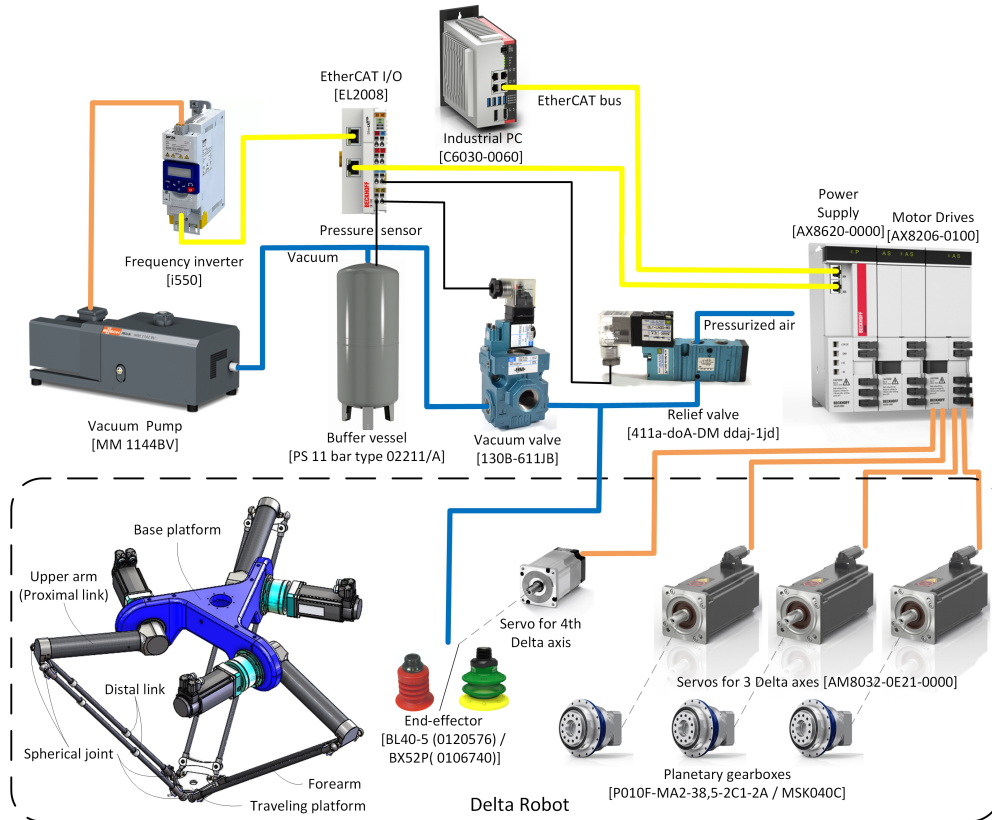 EtherCAT I/O
[EL2008]
EtherCAT bus
Industrial PC
[C6030-0060]
Power
Supply
[AX8620-0000]
Motor Drives
[AX8206-0100]
Pressure sensor
Vacuum
Frequency inverter
[i550]
BECKHOFF
BECKHOFF
Pressurized air
Vacuum Pump
[MM 1144BV]
Buffer vessel
[PS 11 bar type 02211/A]
Vacuum valve
[130B-611JB]
Relief valve
[411a-doA-DM ddaj-1jd]
Base platform
Upper arm
(Proximal link)
Distal link
Spherical joint
Forearm
Traveling platform
Servo for 4th
Delta axis
End-effector
[BL40-5 (0120576) /
BX52P( 0106740)]
Servos for 3 Delta axes [AM8032-0E21-0000]
Planetary gearboxes
[P010F-MA2-38,5-2C1-2A / MSK040C]
Delta Robot